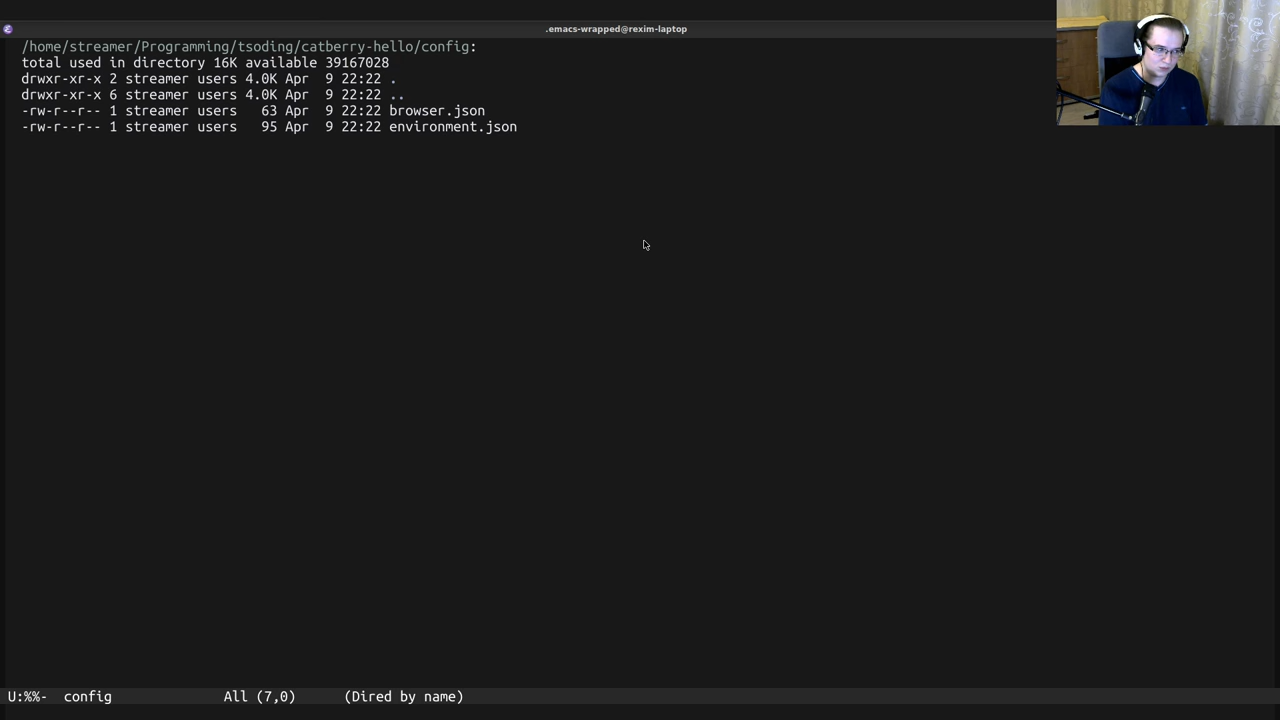 .emacs-wrapped@rexim-laptop
/home/streamer/Programming/tsoding/catberry-hello/config:
total used in directory 16K available 39167028
drwxr-xr-x 2 streamer users 4.0K Apr  9 22:22 .
drwxr-xr-x 6 streamer users 4.0K Apr  9 22:22 ..
-rw-r--r-- 1 streamer users   63 Apr  9 22:22 browser.json
-rw-r--r-- 1 streamer users   95 Apr  9 22:22 environment.json
U:%%-  config              All (7,0)      (Dired by name)